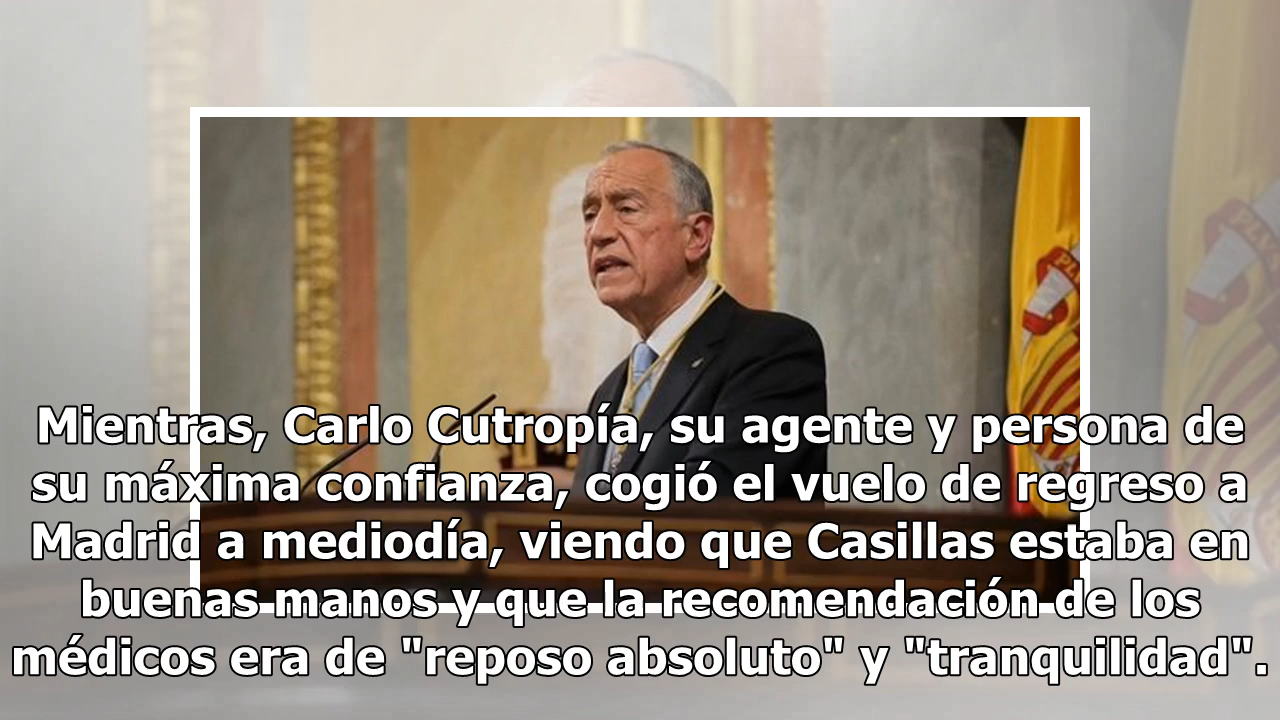 Mientras, Carlo Cutropía, su agente y persona de
su máxima confianza, cogió el vuelo de regreso a
Madrid a mediodía, viendo que Casillas estaba en
buenas manos y que la recomendación de los
médicos era de "reposo absoluto" y "tranquilidad".